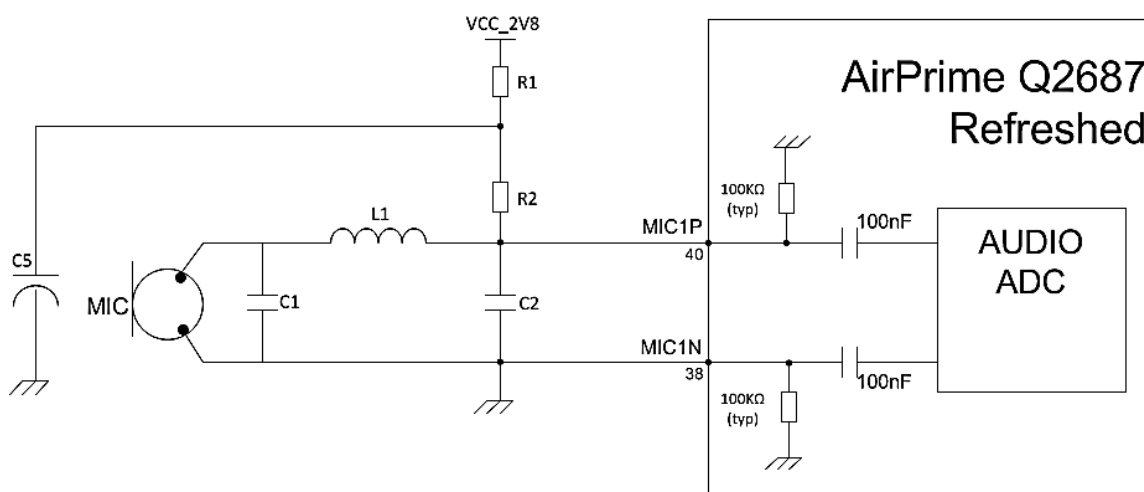 VCC_2V8
R1
AirPrime Q2687
Refreshed
R2
100KΩ
(typ)
L1
MIC1P
40
100nF
AUDIO
ADC
C5
MIC
C1
C2
MIC1N
38
100nF
100KΩ
(typ)